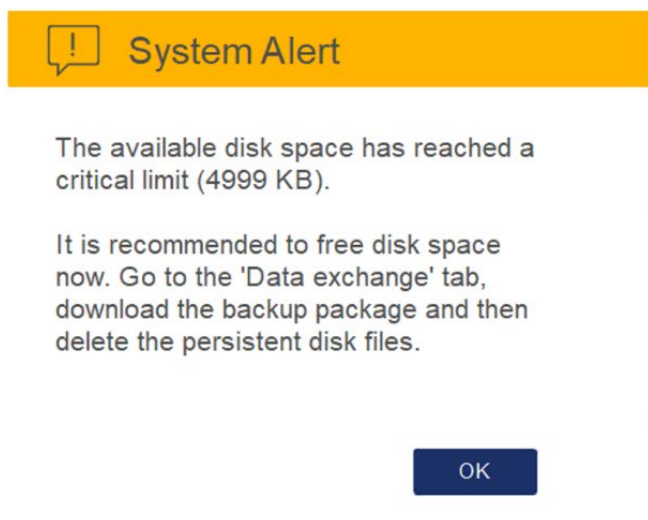 ! System Alert
The available disk space has reached a
critical limit (4999 KB).
It is recommended to free disk space
now. Go to the 'Data exchange' tab,
download the backup package and then
delete the persistent disk files.
OK